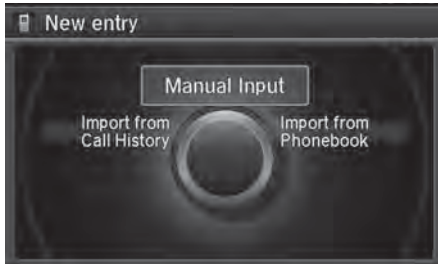 New entry
Manual Input
Import from
Call History
Import from
Phonebook